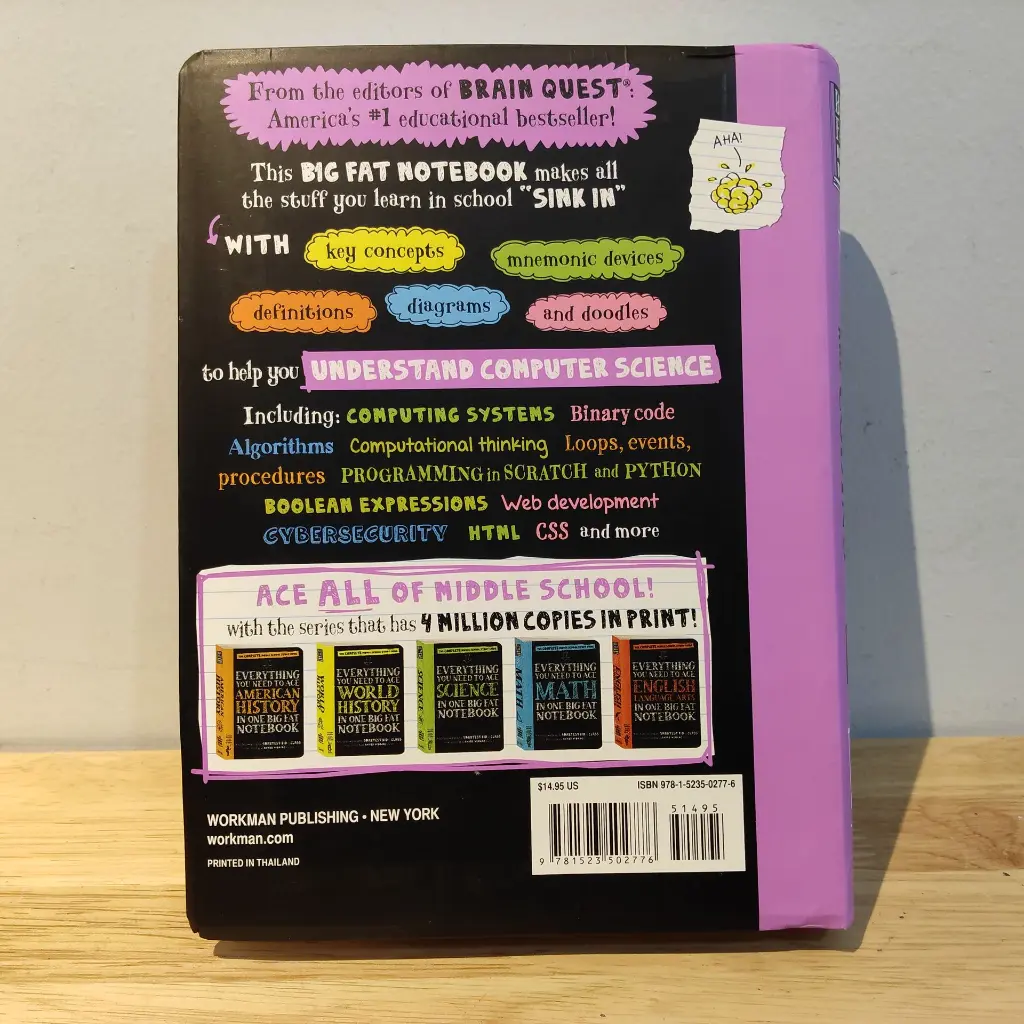 From the editors of BRAIN QUEST®:
America's #1 educational bestseller!
AHA!
This BIG FAT NOTEBOOK makes all
the stuff you learn in school "SINK IN"
WITH key concepts mnemonic devices
definitions diagrams and doodles
to help you UNDERSTAND COMPUTER SCIENCE
Including: COMPUTING SYSTEMS Binary code
Algorithms Computational thinking Loops, events,
procedures PROGRAMMING in SCRATCH and PYTHON
BOOLEAN EXPRESSIONS Web development
CYBERSECURITY HTML CSS and more
ACE ALL OF MIDDLE SCHOOL!
with the series that has 4 MILLION COPIES IN PRINT!
EVERYTHING
YOU NEED TO ACE
AMERICAN
HISTORY
IN ONE BIG FAT
NOTEBOOK
EVERYTHING
YOU NEED TO ACE
WORLD
HISTORY
IN ONE BIG FAT
NOTEBOOK
EVERYTHING
YOU NEED TO ACE
SCIENCE
IN ONE BIG FAT
NOTEBOOK
SCIENCE
EVERYTHING
YOU NEED TO ACE
MATH
IN ONE BIG FAT
NOTEBOOK
MATH
EVERYTHING
YOU NEED TO ACE
ENGLISH
LANGUAGE ARTS
IN ONE BIG FAT
NOTEBOOK
WORKMAN PUBLISHING • NEW YORK
workman.com
PRINTED IN THAILAND
$14.95 US ISBN 978-1-5235-0277-6
51495
9 781523 502776